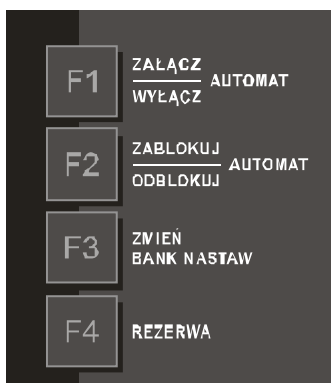 F1
ZAŁĄCZ
WYŁĄCZ
AUTOMAT
F2
ZABLOKUJ
ODBLOKUJ
AUTOMAT
F3
ZMIEŃ
BANK NASTAW
F4
REZERWA